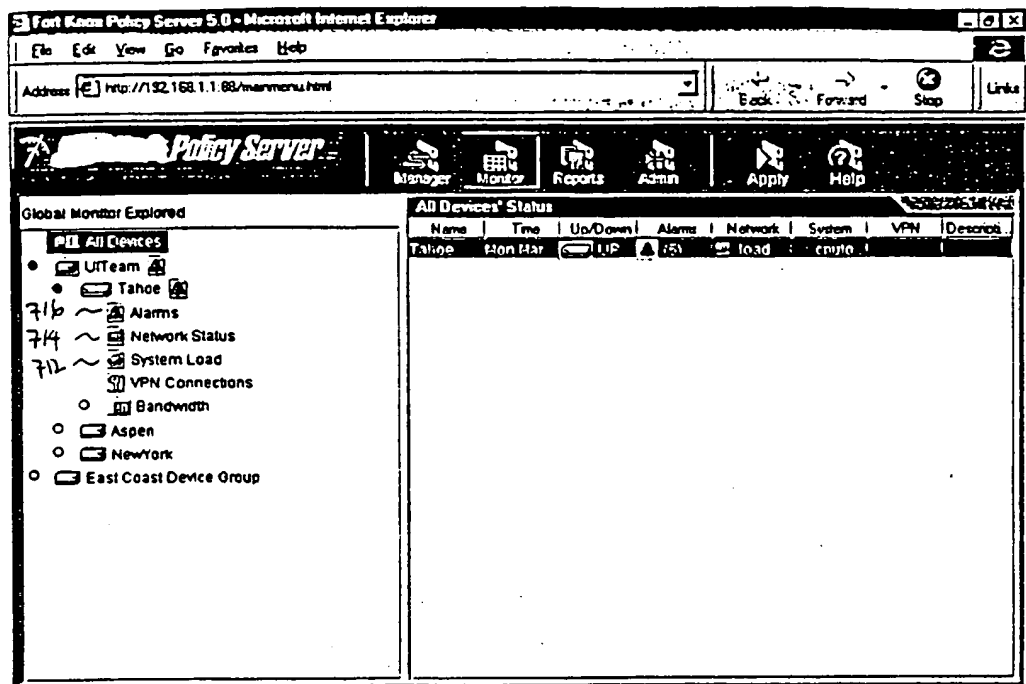 Fort Knox Policy Server 5.0 - Microsoft Internet Explorer
File Edit View Go Favorites Help
Address http://192.168.1.1:88/mainmenu.html
Back Forward Stop Links
Policy Server
Manager Monitor Reports Admin Apply Help
Global Monitor Explored
All Devices' Status
Name Time Up/Down Alarms Network System VPN Descripti...
Tahoe Mon Mar UP (6) load cpu/o
All Devices
UITeam
Tahoe
716 Alarms
714 Network Status
712 System Load
VPN Connections
Bandwidth
Aspen
NewYork
East Coast Device Group